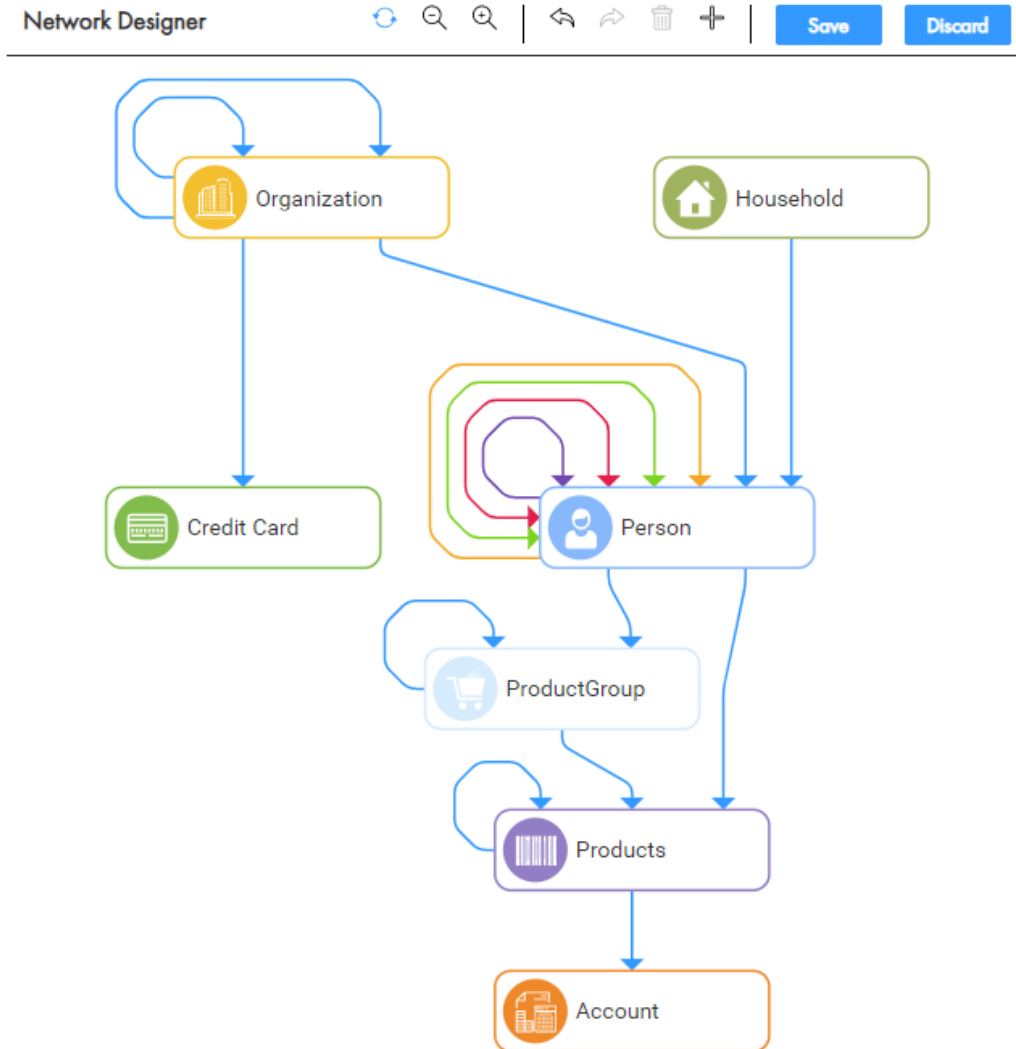 Network Designer
Save
Discard
Organization
Household
Credit Card
Person
ProductGroup
Products
Account